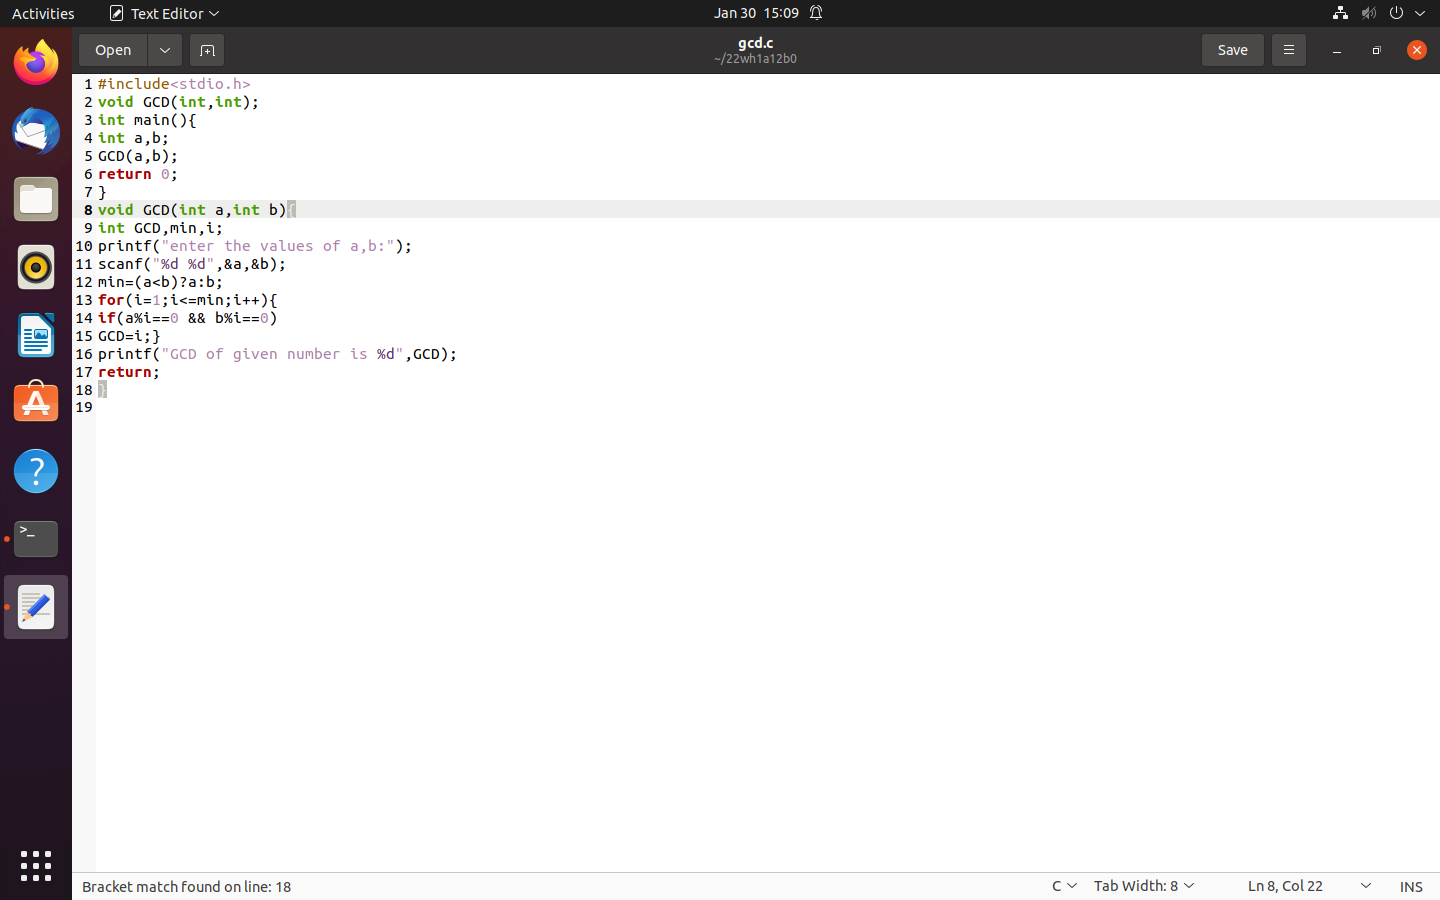 Activities Text Editor Jan 30 15:09
Open gcd.c Save
~/22wh1a12b0
1 #include<stdio.h>
2 void GCD(int,int);
3 int main(){
4 int a,b;
5 GCD(a,b);
6 return 0;
7 }
8 void GCD(int a,int b){
9 int GCD,min,i;
10 printf("enter the values of a,b:");
11 scanf("%d %d",&a,&b);
12 min=(a<b)?a:b;
13 for(i=1;i<=min;i++){
14 if(a%i==0 && b%i==0)
15 GCD=i;}
16 printf("GCD of given number is %d",GCD);
17 return;
18 }
19
Bracket match found on line: 18 C Tab Width: 8 Ln 8, Col 22 INS